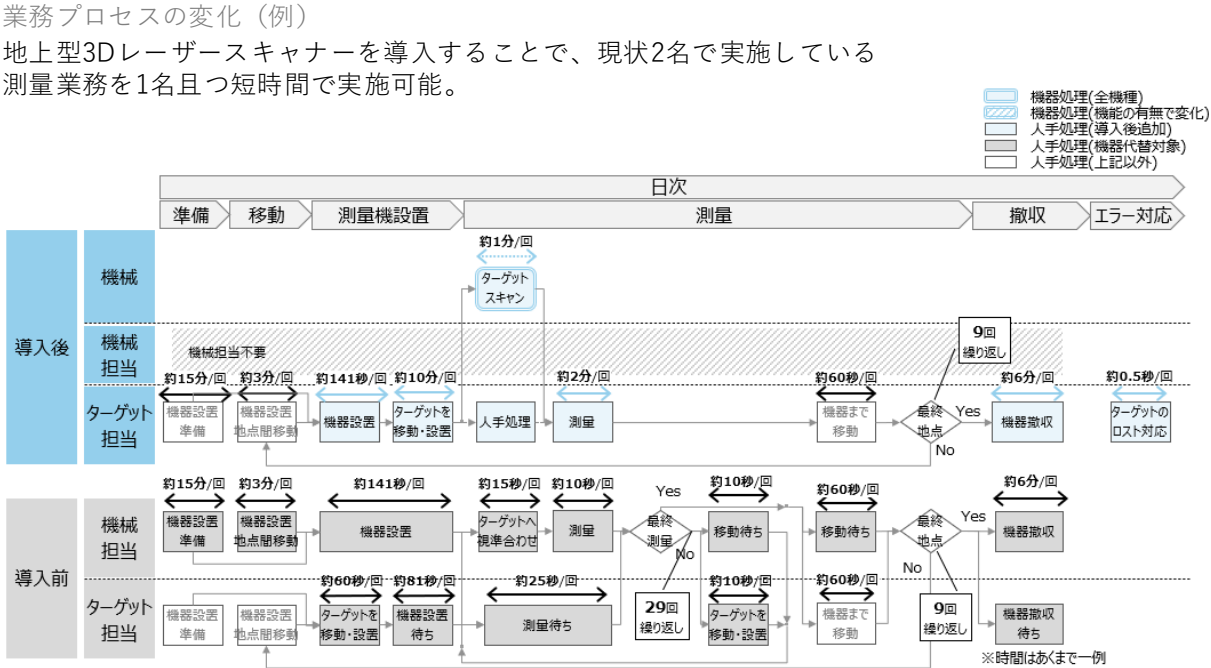 業務プロセスの変化（例）
地上型3Dレーザースキャナーを導入することで、現状2名で実施している
測量業務を1名且つ短時間で実施可能。
機器処理(全機種)
機器処理(機能の有無で変化)
人手処理(導入後追加)
人手処理(機器代替対象)
人手処理(上記以外)
日次
準備
移動
測量機設置
測量
撤収
エラー対応
導入後
機械
約1分/回
ターゲット
スキャン
機械
担当
機械担当不要
9回
繰り返し
ターゲット
担当
約15分/回
約3分/回
約141秒/回
約10分/回
約2分/回
約60秒/回
約6分/回
約0.5秒/回
機器設置
準備
機器設置
地点間移動
機器設置
ターゲットを
移動・設置
人手処理
測量
機器まで
移動
最終
地点
Yes
No
機器撤収
ターゲットの
ロスト対応
導入前
機械
担当
約15分/回
約3分/回
約141秒/回
約15秒/回
約10秒/回
Yes
約10秒/回
約60秒/回
約6分/回
機器設置
準備
機器設置
地点間移動
機器設置
ターゲットへ
視準合わせ
測量
最終
測量
No
移動待ち
移動待ち
最終
地点
Yes
No
機器撤収
ターゲット
担当
約60秒/回
約81秒/回
約25秒/回
約10秒/回
約60秒/回
機器設置
準備
機器設置
地点間移動
ターゲットを
移動・設置
機器設置
待ち
測量待ち
29回
繰り返し
ターゲットを
移動・設置
機器まで
移動
9回
繰り返し
機器撤収
待ち
※時間はあくまで一例